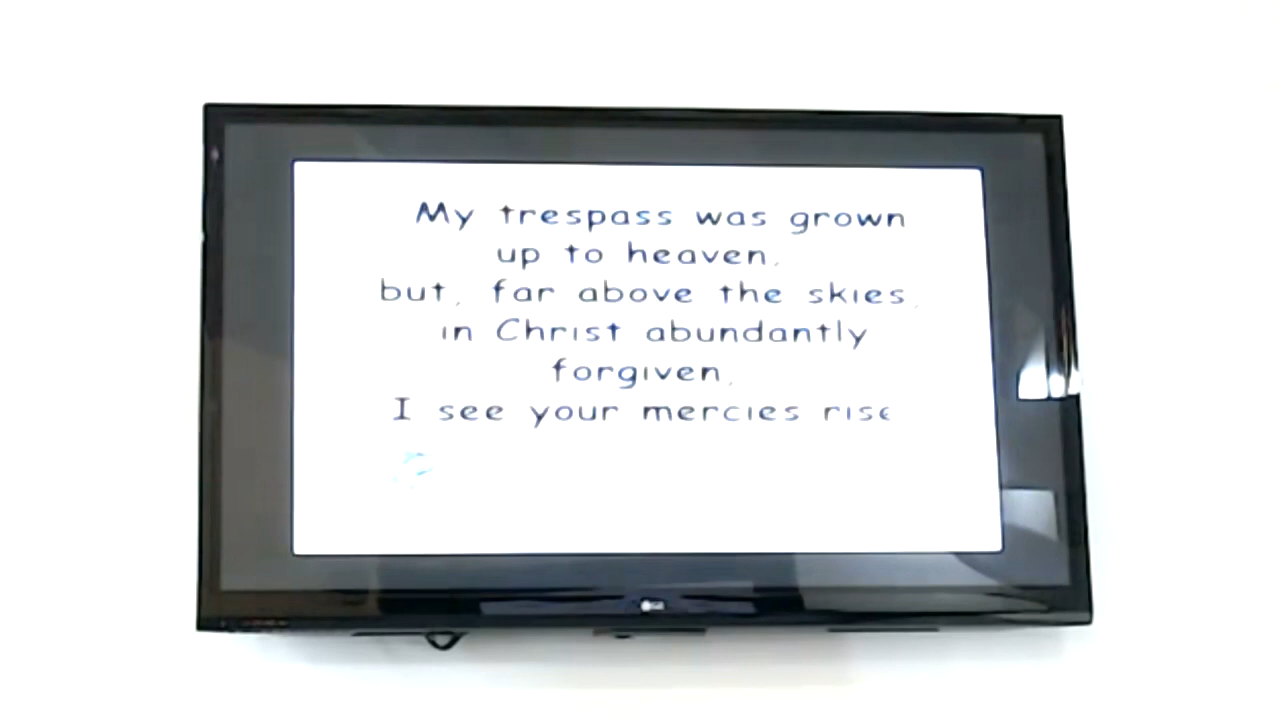 My trespass was grown
up to heaven,
but, far above the skies,
in Christ abundantly
forgiven,
I see your mercies rise
LG